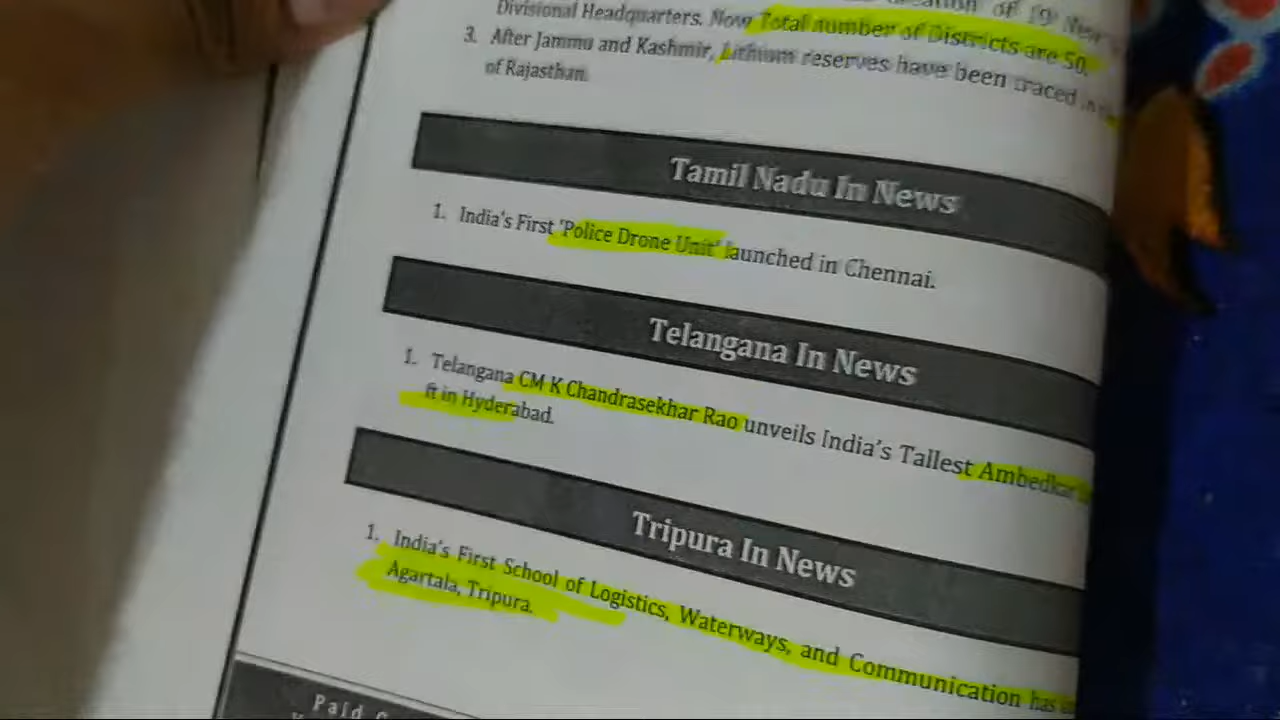 of 19 New
Divisional Headquarters. Now Total number of Districts are 50.
3. After Jammu and Kashmir, Lithium reserves have been traced in
of Rajasthan.
Tamil Nadu In News
1. India's First 'Police Drone Unit' launched in Chennai.
Telangana In News
1. Telangana CM K Chandrasekhar Rao unveils India's Tallest Ambedkar
ft in Hyderabad.
Tripura In News
1. India's First School of Logistics, Waterways, and Communication has
Agartala, Tripura.
Paid